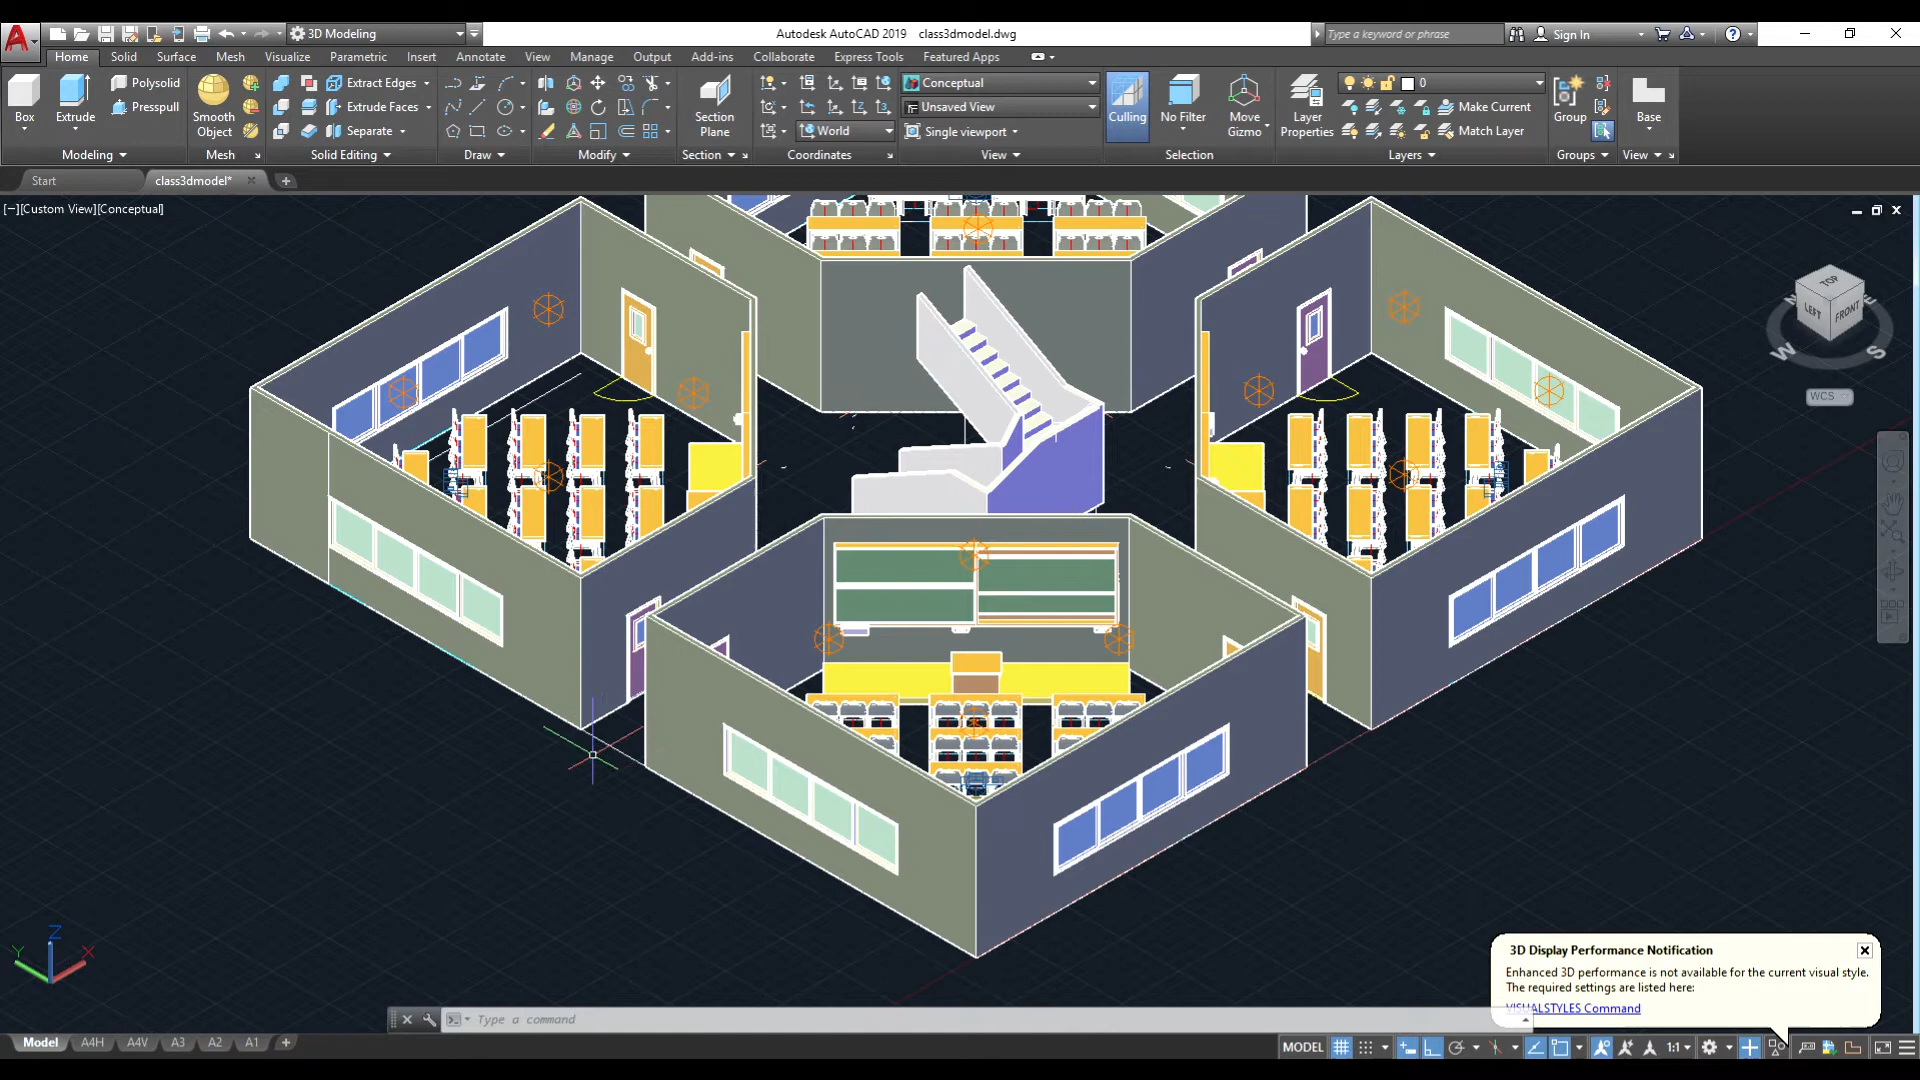 3D Modeling
Autodesk AutoCAD 2019 class3dmodel.dwg
Type a keyword or phrase
Sign In
Home Solid Surface Mesh Visualize Parametric Insert Annotate View Manage Output Add-ins Collaborate Express Tools Featured Apps
Box
Extrude
Polysolid
Presspull
Modeling
Smooth
Object
Mesh
Extract Edges
Extrude Faces
Separate
Solid Editing
Draw
Modify
Section
Plane
Section
World
Coordinates
Conceptual
Unsaved View
Single viewport
View
Culling
No Filter
Move
Gizmo
Selection
Layer
Properties
0
Make Current
Match Layer
Layers
Group
Groups
Base
View
Start
class3dmodel*
[−][Custom View][Conceptual]
TOP
LEFT
FRONT
W
S
WCS
Z
Y
X
3D Display Performance Notification
Enhanced 3D performance is not available for the current visual style.
The required settings are listed here:
VISUALSTYLES Command
Type a command
Model A4H A4V A3 A2 A1
MODEL
1:1